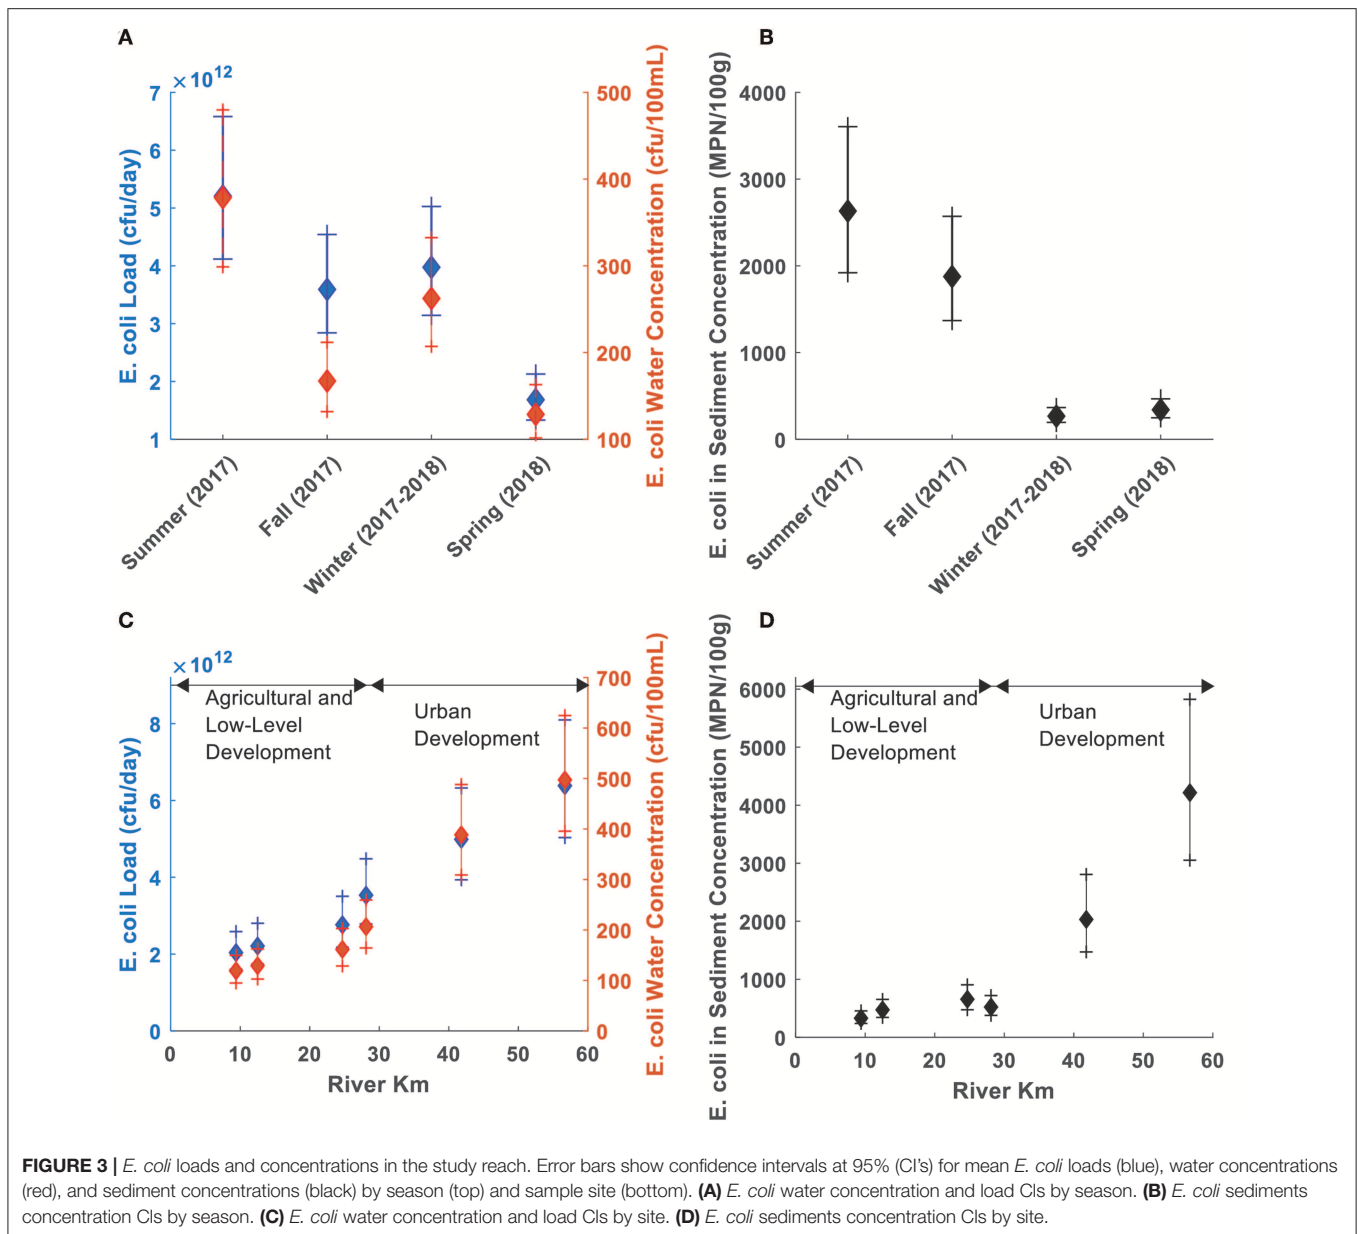 A
×10^12
7
6
5
4
3
2
1
E. coli Load (cfu/day)
500
400
300
200
100
E. coli Water Concentration (cfu/100mL)
Summer (2017)
Fall (2017)
Winter (2017-2018)
Spring (2018)
B
4000
3000
2000
1000
0
E. coli in Sediment Concentration (MPN/100g)
Summer (2017)
Fall (2017)
Winter (2017-2018)
Spring (2018)
C
×10^12
8
6
4
2
0
E. coli Load (cfu/day)
Agricultural and
Low-Level
Development
Urban
Development
700
600
500
400
300
200
100
0
E. coli Water Concentration (cfu/100mL)
0 10 20 30 40 50 60
River Km
D
6000
5000
4000
3000
2000
1000
0
E. coli in Sediment Concentration (MPN/100g)
Agricultural and
Low-Level
Development
Urban
Development
0 10 20 30 40 50 60
River Km
FIGURE 3 | E. coli loads and concentrations in the study reach. Error bars show confidence intervals at 95% (CI's) for mean E. coli loads (blue), water concentrations
(red), and sediment concentrations (black) by season (top) and sample site (bottom). (A) E. coli water concentration and load CIs by season. (B) E. coli sediments
concentration CIs by season. (C) E. coli water concentration and load CIs by site. (D) E. coli sediments concentration CIs by site.